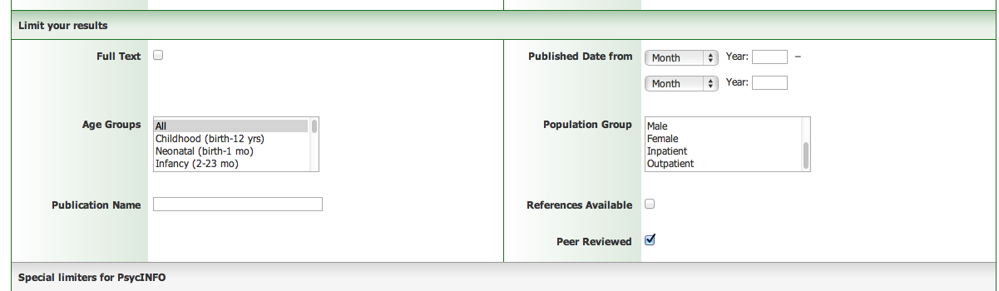 Limit your results
Full Text
Published Date from Month Year: –
Month Year:
Age Groups
All
Childhood (birth-12 yrs)
Neonatal (birth-1 mo)
Infancy (2-23 mo)
Population Group
Male
Female
Inpatient
Outpatient
Publication Name
References Available
Peer Reviewed
Special limiters for PsycINFO